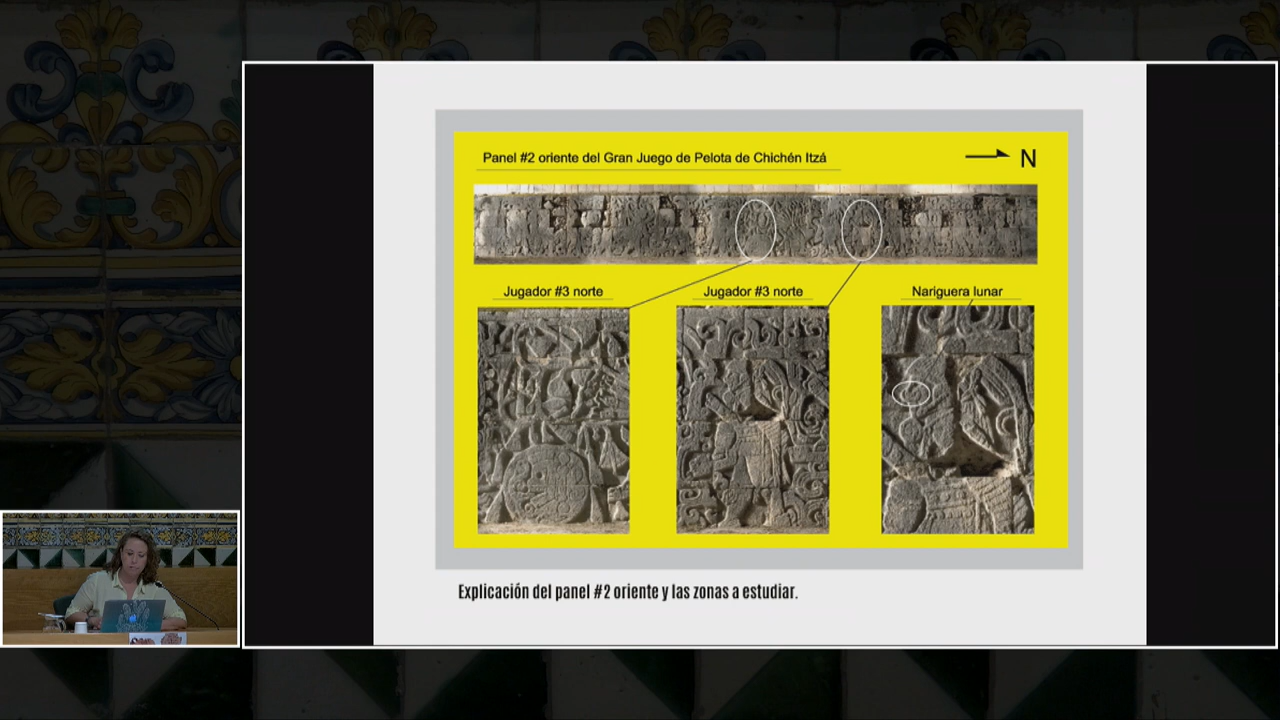 Panel #2 oriente del Gran Juego de Pelota de Chichén Itzá
N
Jugador #3 norte
Jugador #3 norte
Nariguera lunar
Explicación del panel #2 oriente y las zonas a estudiar.